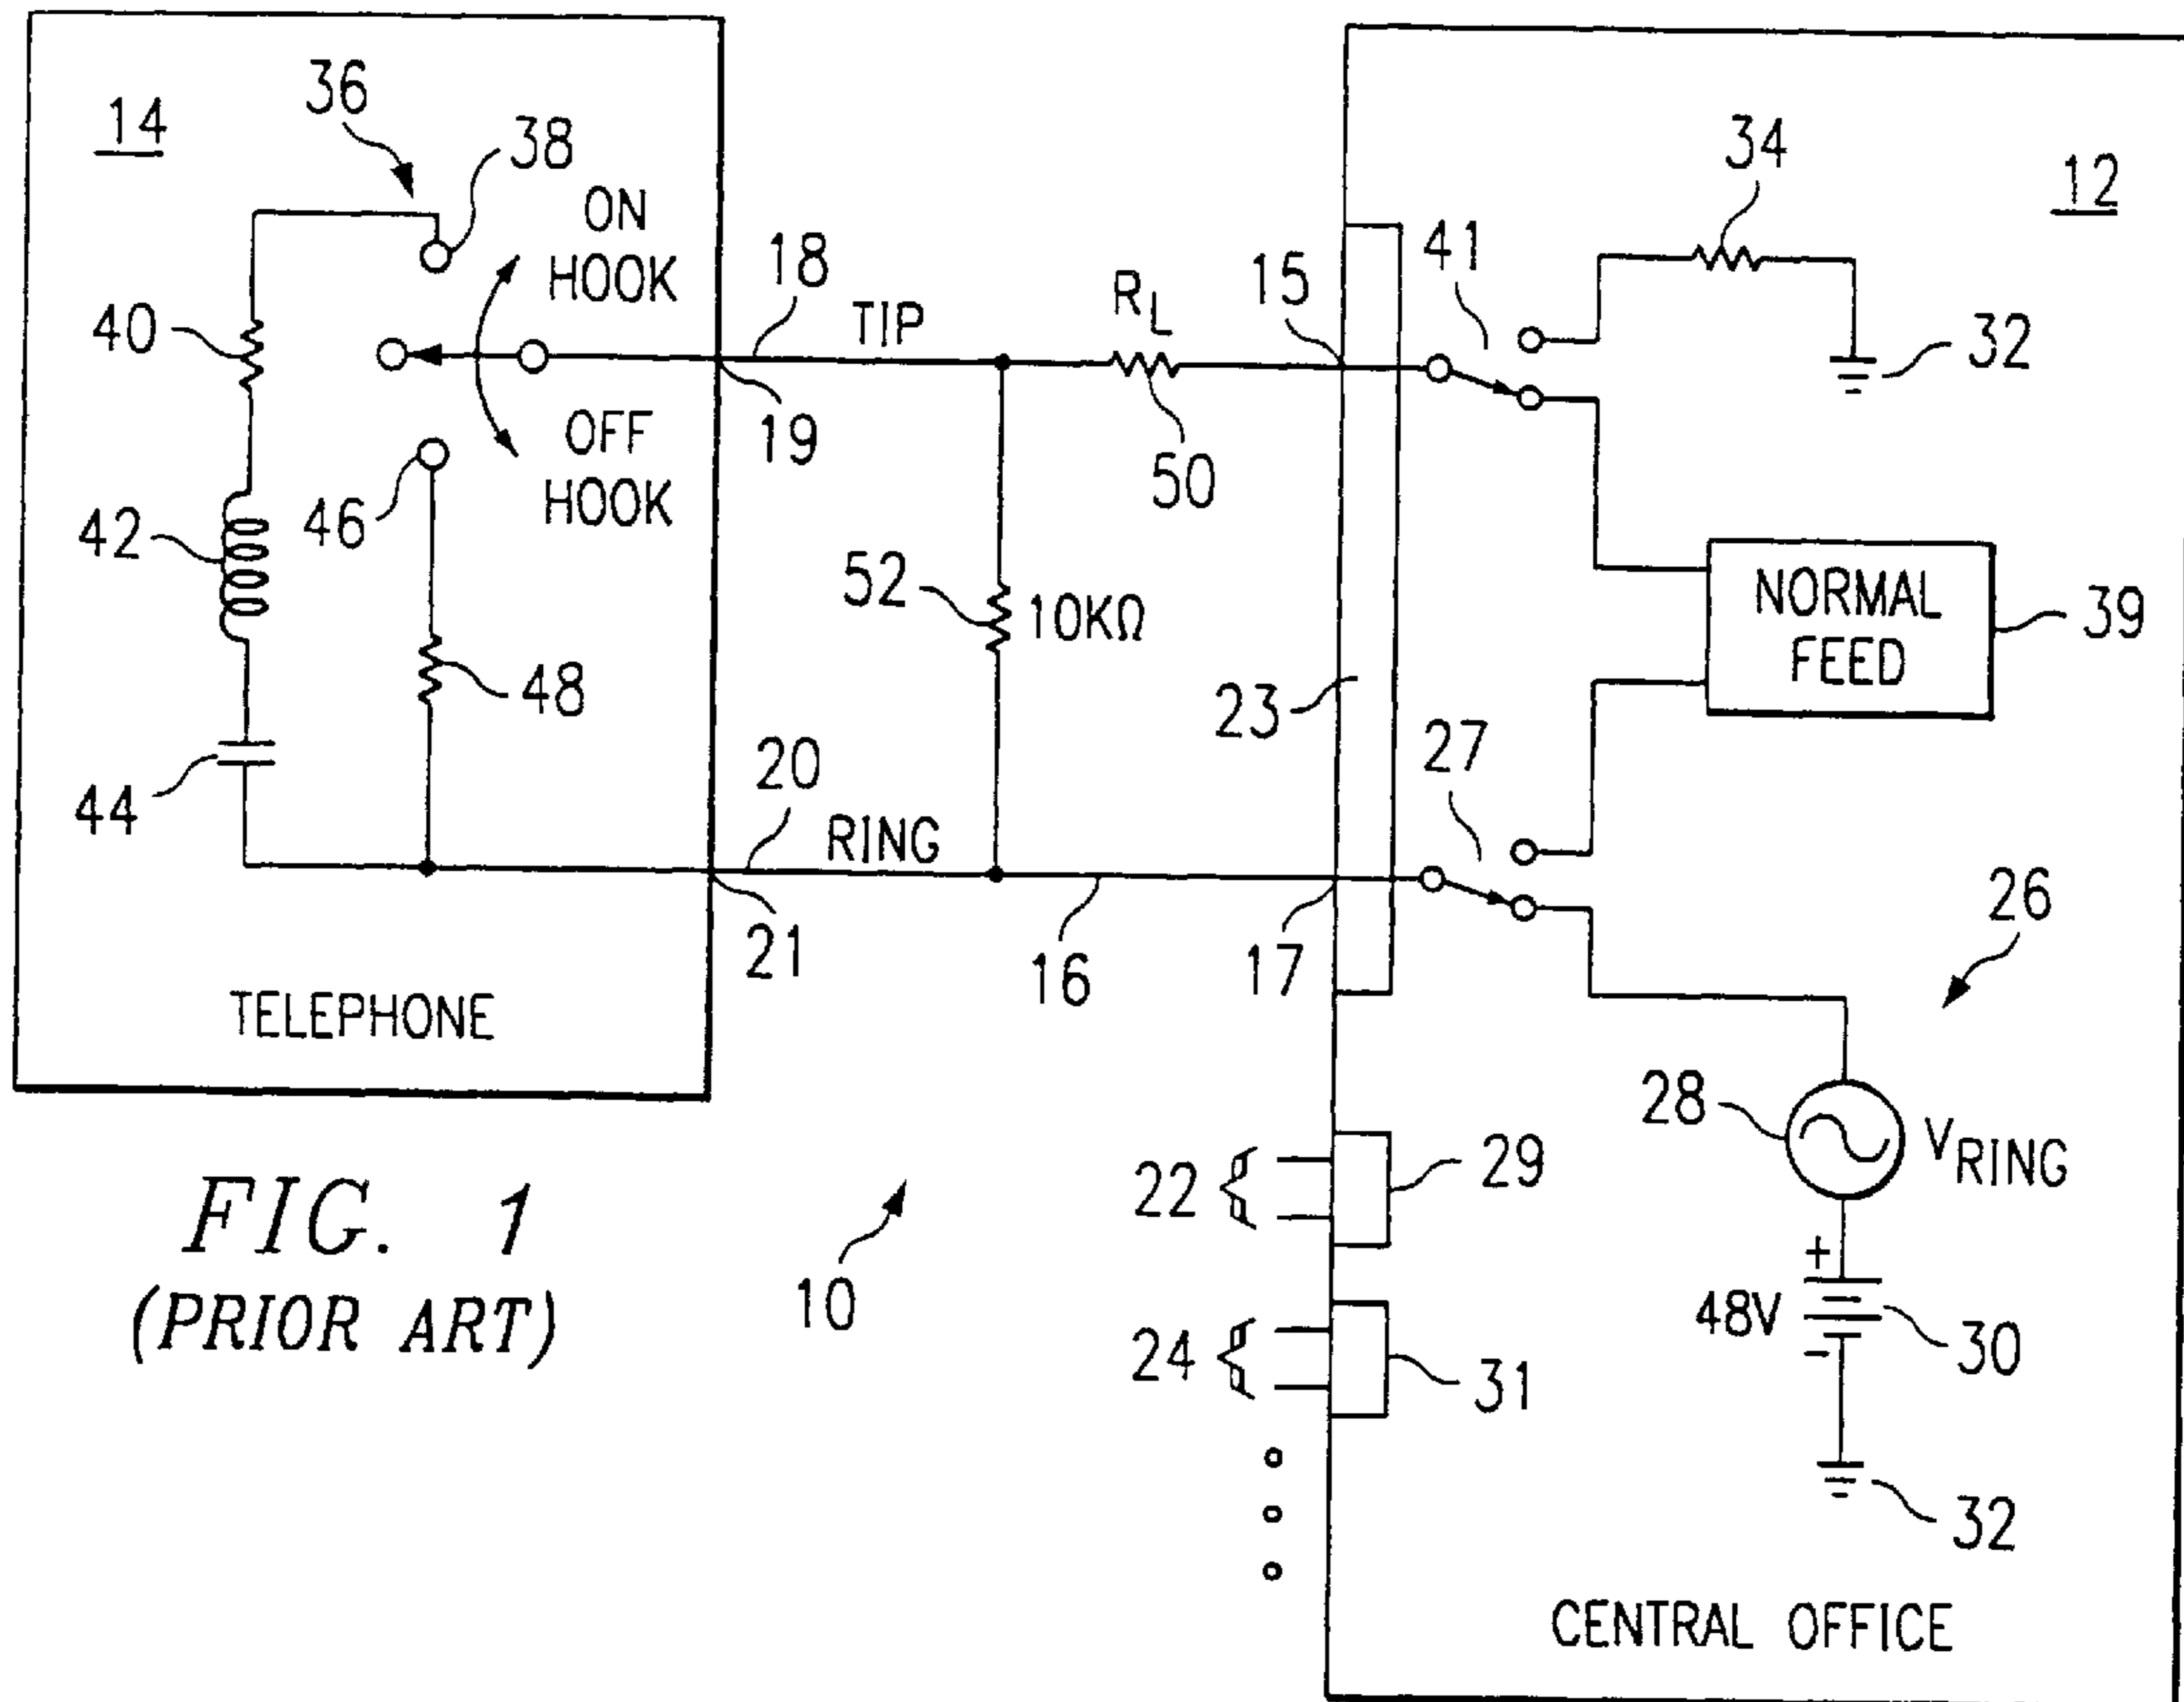 14
36
38
ON
HOOK
40
42
44
46
OFF
HOOK
48
TELEPHONE
18
TIP
19
R_L
50
52
10KΩ
20
RING
21
16
15
17
23
12
34
41
32
NORMAL
FEED
39
27
26
28
V_RING
+
48V
-
30
32
22
29
24
31
10
CENTRAL OFFICE
FIG. 1
(PRIOR ART)